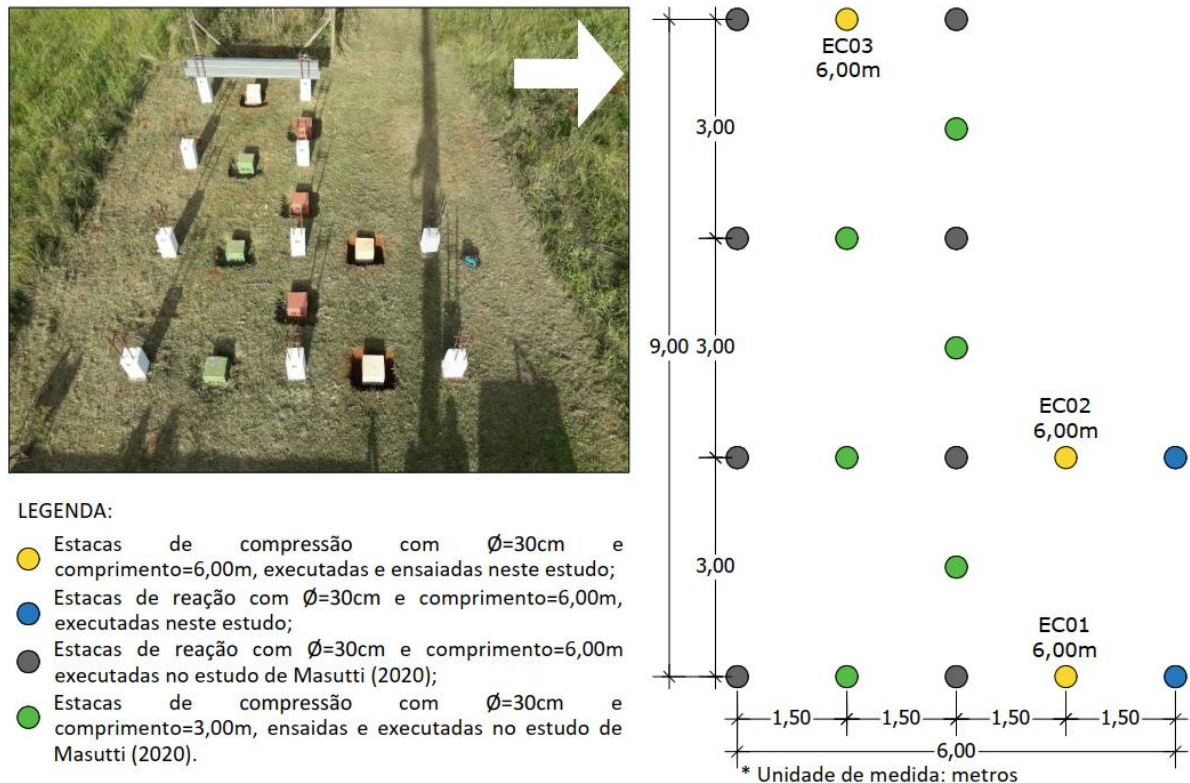 EC03
6,00m
3,00
9,00
3,00
EC02
6,00m
3,00
EC01
6,00m
1,50
1,50
1,50
1,50
6,00
* Unidade de medida: metros
LEGENDA:
Estacas de compressão com Ø=30cm e
comprimento=6,00m, executadas e ensaiadas neste estudo;
Estacas de reação com Ø=30cm e comprimento=6,00m,
executadas neste estudo;
Estacas de reação com Ø=30cm e comprimento=6,00m
executadas no estudo de Masutti (2020);
Estacas de compressão com Ø=30cm e
comprimento=3,00m, ensaidas e executadas no estudo de
Masutti (2020).